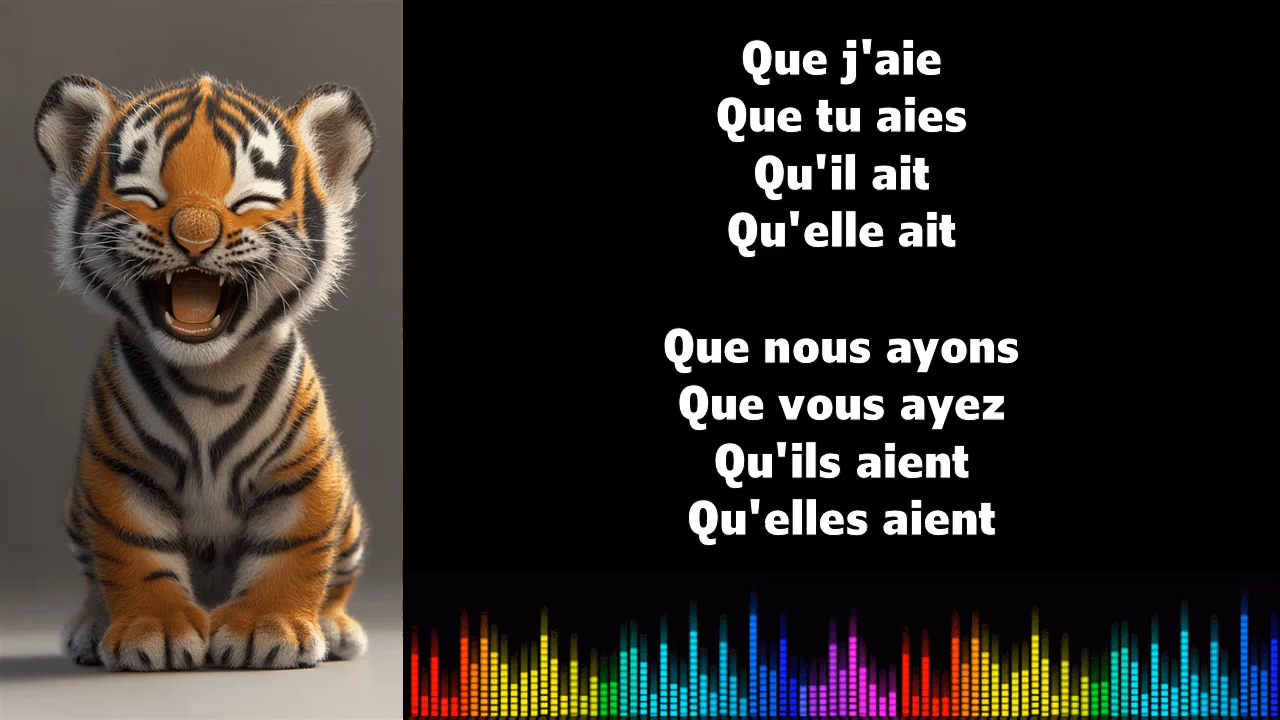 Que j'aie
Que tu aies
Qu'il ait
Qu'elle ait
Que nous ayons
Que vous ayez
Qu'ils aient
Qu'elles aient